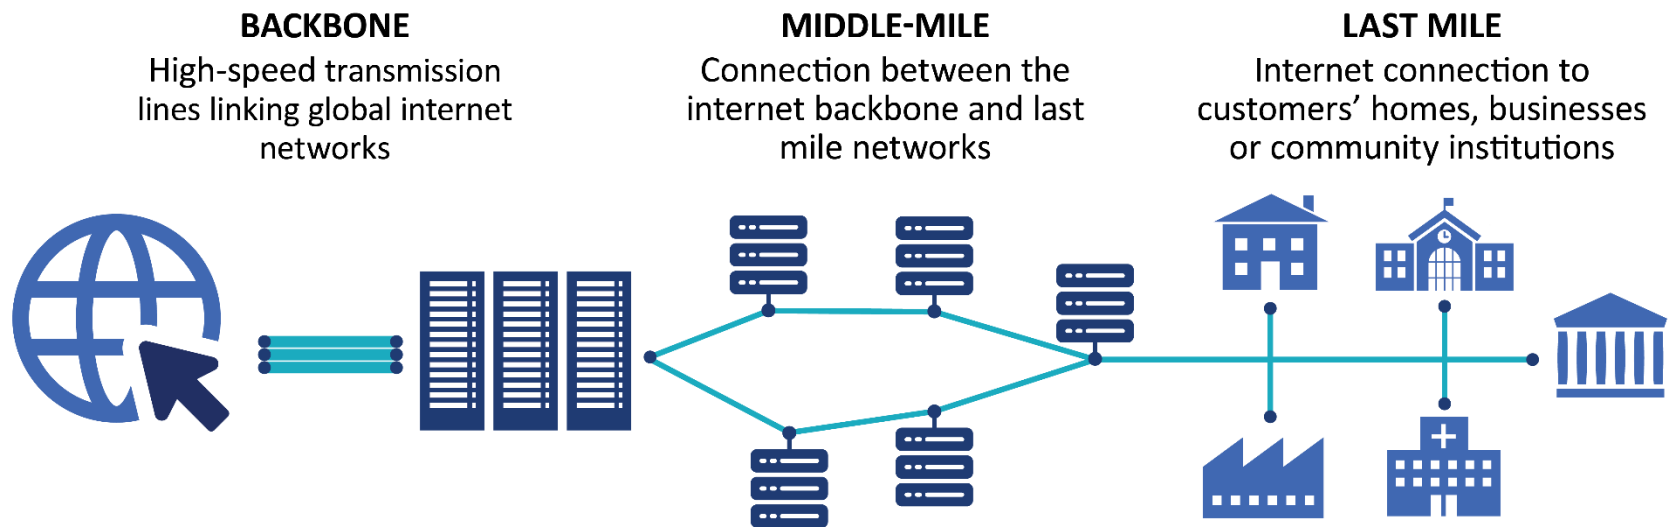 BACKBONE
High-speed transmission
lines linking global internet
networks
MIDDLE-MILE
Connection between the
internet backbone and last
mile networks
LAST MILE
Internet connection to
customers’ homes, businesses
or community institutions